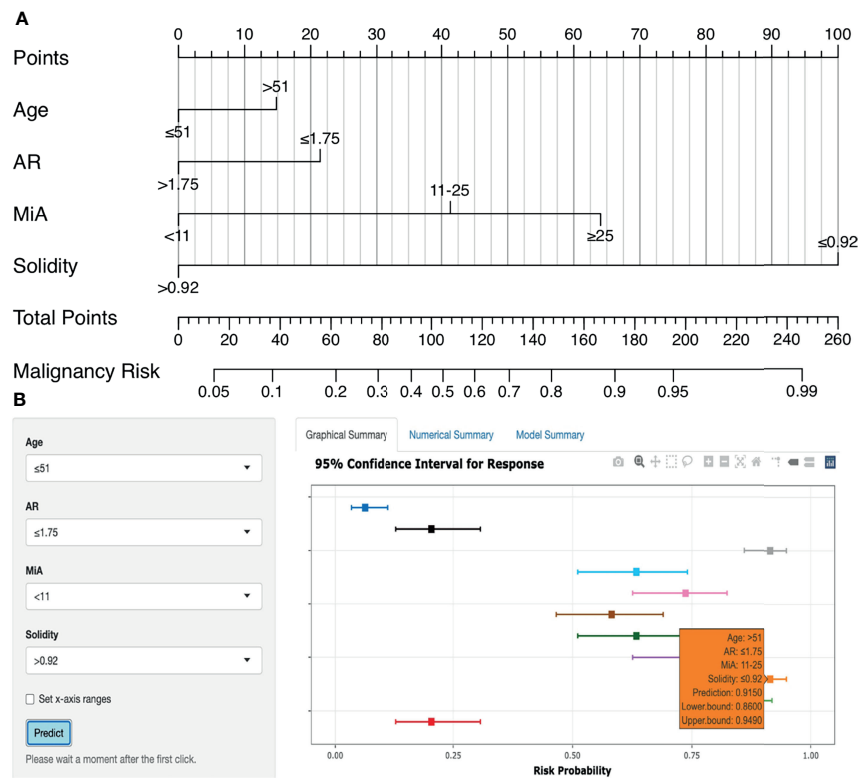 A
0 10 20 30 40 50 60 70 80 90 100
Points
>51
Age
≤51
≤1.75
AR
>1.75
11-25
MiA
<11 ≥25
≤0.92
Solidity
>0.92
Total Points
0 20 40 60 80 100 120 140 160 180 200 220 240 260
Malignancy Risk
0.05 0.1 0.2 0.3 0.4 0.5 0.6 0.7 0.8 0.9 0.95 0.99
B
Age
≤51
AR
≤1.75
MiA
<11
Solidity
>0.92
Set x-axis ranges
Predict
Please wait a moment after the first click.
Graphical Summary Numerical Summary Model Summary
95% Confidence Interval for Response
Age: >51
AR: ≤1.75
MiA: 11-25
Solidity: ≤0.92
Prediction: 0.9150
Lower.bound: 0.8600
Upper.bound: 0.9490
0.00 0.25 0.50 0.75 1.00
Risk Probability